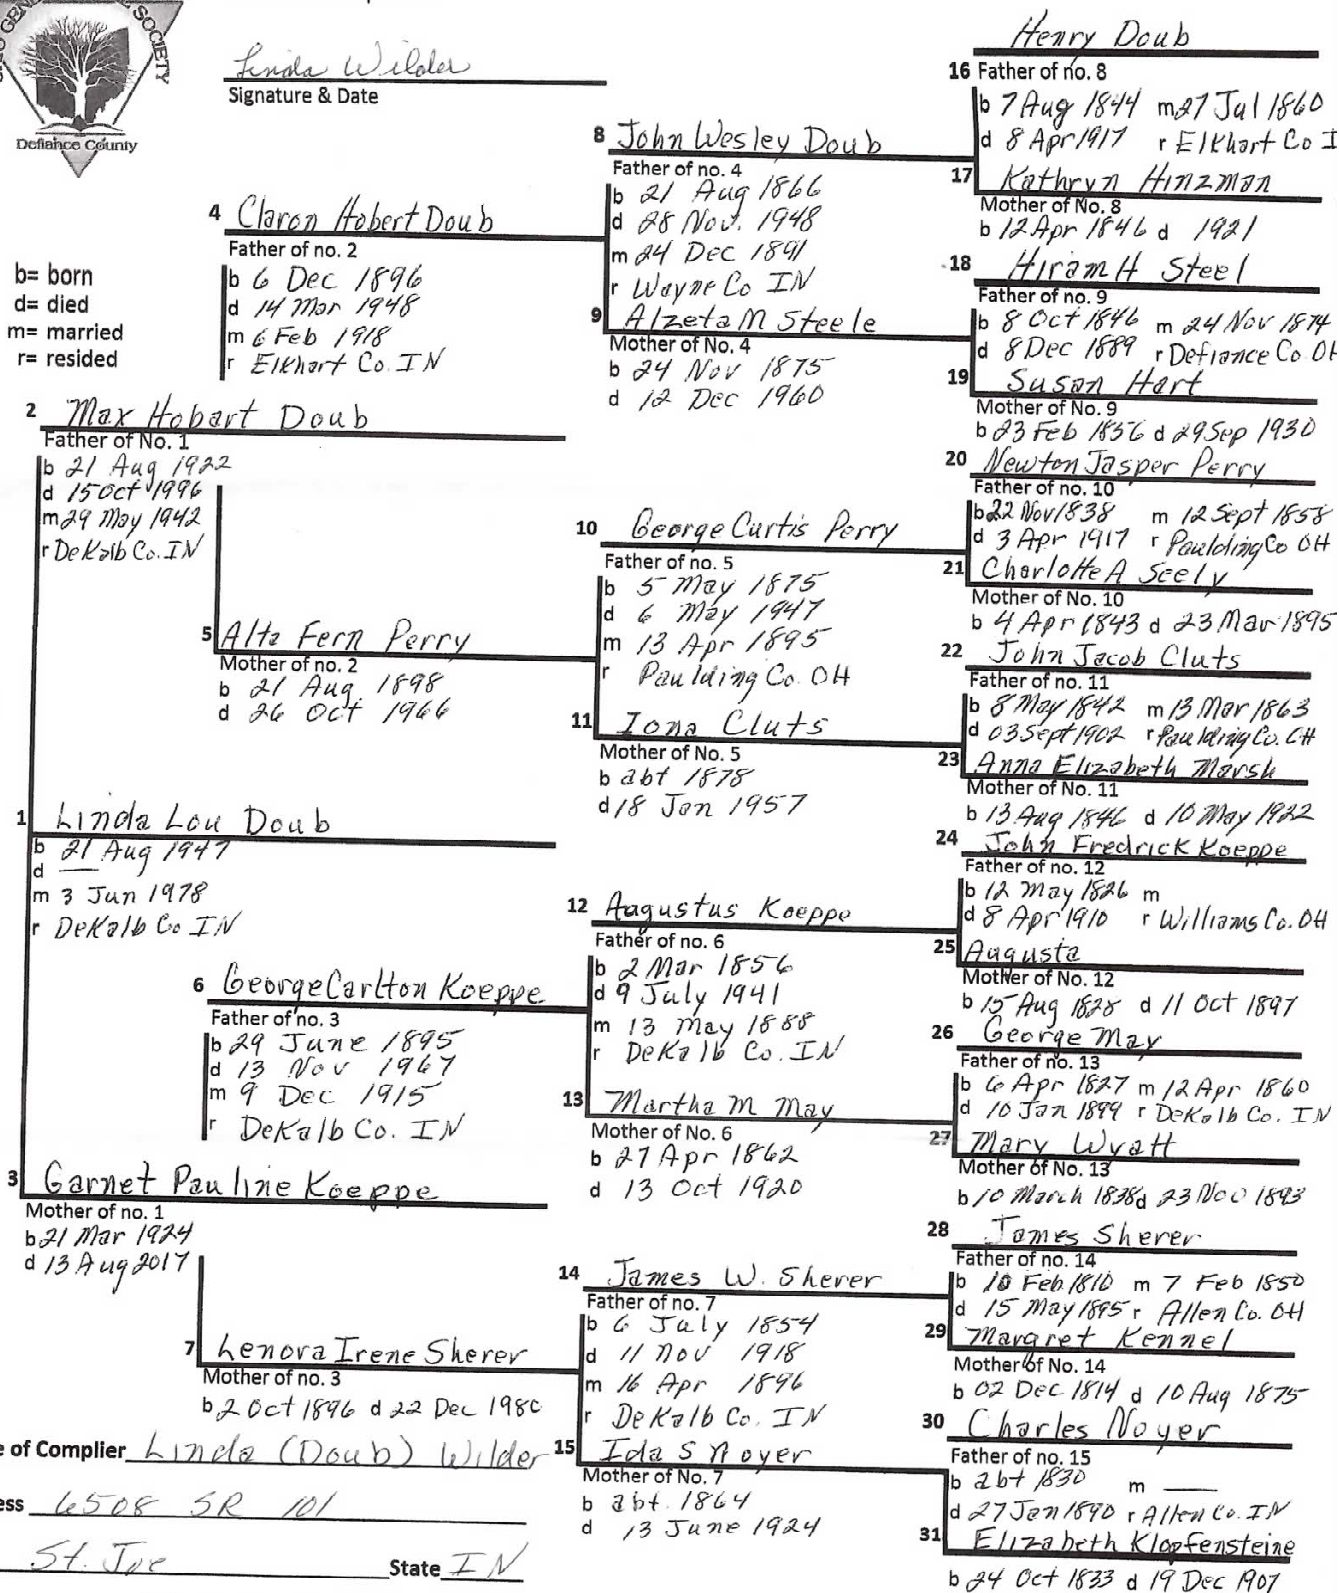 SOCIETY
Defiance County
Linda Wilder
Signature & Date
b= born
d= died
m= married
r= resided
1 Linda Lou Doub
b 21 Aug 1947
d —
m 3 Jun 1978
r DeKalb Co IN
2 Max Hobart Doub
Father of No. 1
b 21 Aug 1922
d 15 Oct 1996
m 29 May 1942
r DeKalb Co. IN
3 Garnet Pauline Koeppe
Mother of no. 1
b 21 Mar 1924
d 13 Aug 2017
4 Claron Hobert Doub
Father of no. 2
b 6 Dec 1896
d 14 Mar 1948
m 6 Feb 1918
r Elkhart Co. IN
5 Alta Fern Perry
Mother of no. 2
b 21 Aug 1898
d 26 Oct 1966
6 George Carlton Koeppe
Father of no. 3
b 29 June 1895
d 13 Nov 1967
m 9 Dec 1915
r DeKalb Co. IN
7 Lenora Irene Sherer
Mother of no. 3
b 2 Oct 1896 d 22 Dec 1980
8 John Wesley Doub
Father of no. 4
b 21 Aug 1866
d 28 Nov. 1948
m 24 Dec 1891
r Wayne Co IN
9 Alzeta M Steele
Mother of No. 4
b 24 Nov 1875
d 12 Dec 1960
10 George Curtis Perry
Father of no. 5
b 5 May 1875
d 6 May 1947
m 13 Apr 1895
r Paulding Co. OH
11 Iona Cluts
Mother of No. 5
b abt 1878
d 18 Jan 1957
12 Augustus Koeppe
Father of no. 6
b 2 Mar 1856
d 9 July 1941
m 13 May 1888
r DeKalb Co. IN
13 Martha M May
Mother of No. 6
b 27 Apr 1862
d 13 Oct 1920
14 James W. Sherer
Father of no. 7
b 6 July 1854
d 11 Nov 1918
m 16 Apr 1896
r DeKalb Co. IN
15 Ida S Noyer
Mother of No. 7
b abt. 1864
d 13 June 1924
Henry Doub
16 Father of no. 8
b 7 Aug 1844 m 27 Jul 1860
d 8 Apr 1917 r Elkhart Co I
17 Kathryn Hinzman
Mother of No. 8
b 12 Apr 1846 d 1921
18 Hiram H Steel
Father of no. 9
b 8 Oct 1846 m 24 Nov 1874
d 8 Dec 1889 r Defiance Co. OH
19 Susan Hart
Mother of No. 9
b 23 Feb 1856 d 29 Sep 1930
20 Newton Jasper Perry
Father of no. 10
b 22 Nov 1838 m 12 Sept 1858
d 3 Apr 1917 r Paulding Co OH
21 Charlotte A Seely
Mother of No. 10
b 4 Apr 1843 d 23 Mar 1895
22 John Jacob Cluts
Father of no. 11
b 8 May 1842 m 13 Mar 1863
d 03 Sept 1902 r Paulding Co. OH
23 Anna Elizabeth Marsh
Mother of No. 11
b 13 Aug 1846 d 10 May 1922
24 John Fredrick Koeppe
Father of no. 12
b 12 May 1826 m
d 8 Apr 1910 r Williams Co. OH
25 Augusta
Mother of No. 12
b 15 Aug 1828 d 11 Oct 1897
26 George May
Father of no. 13
b 6 Apr 1827 m 12 Apr 1860
d 10 Jan 1899 r DeKalb Co. IN
27 Mary Wyatt
Mother of No. 13
b 10 March 1838 d 23 Nov 1893
28 James Sherer
Father of no. 14
b 10 Feb 1810 m 7 Feb 1850
d 15 May 1895 r Allen Co. OH
29 Margret Kennel
Mother of No. 14
b 02 Dec 1814 d 10 Aug 1875
30 Charles Noyer
Father of no. 15
b abt 1830 m —
d 27 Jan 1890 r Allen Co. IN
31 Elizabeth Klopfensteine
b 24 Oct 1833 d 19 Dec 1907
e of Complier Linda (Doub) Wilder
ess 6508 SR 101
St. Joe State IN